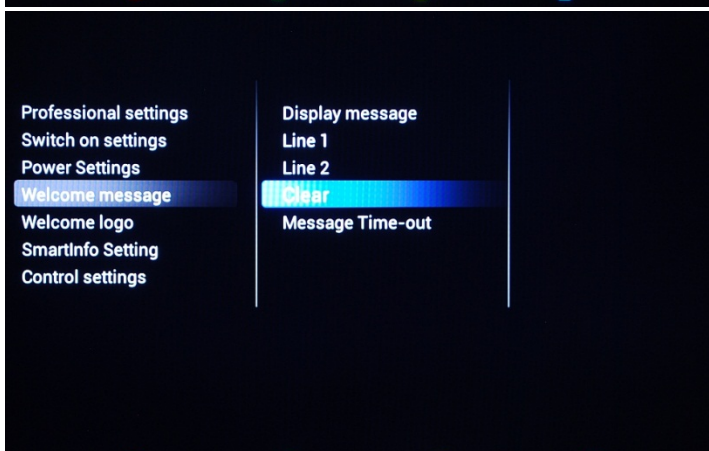 Professional settings
Switch on settings
Power Settings
Welcome message
Welcome logo
SmartInfo Setting
Control settings
Display message
Line 1
Line 2
Clear
Message Time-out